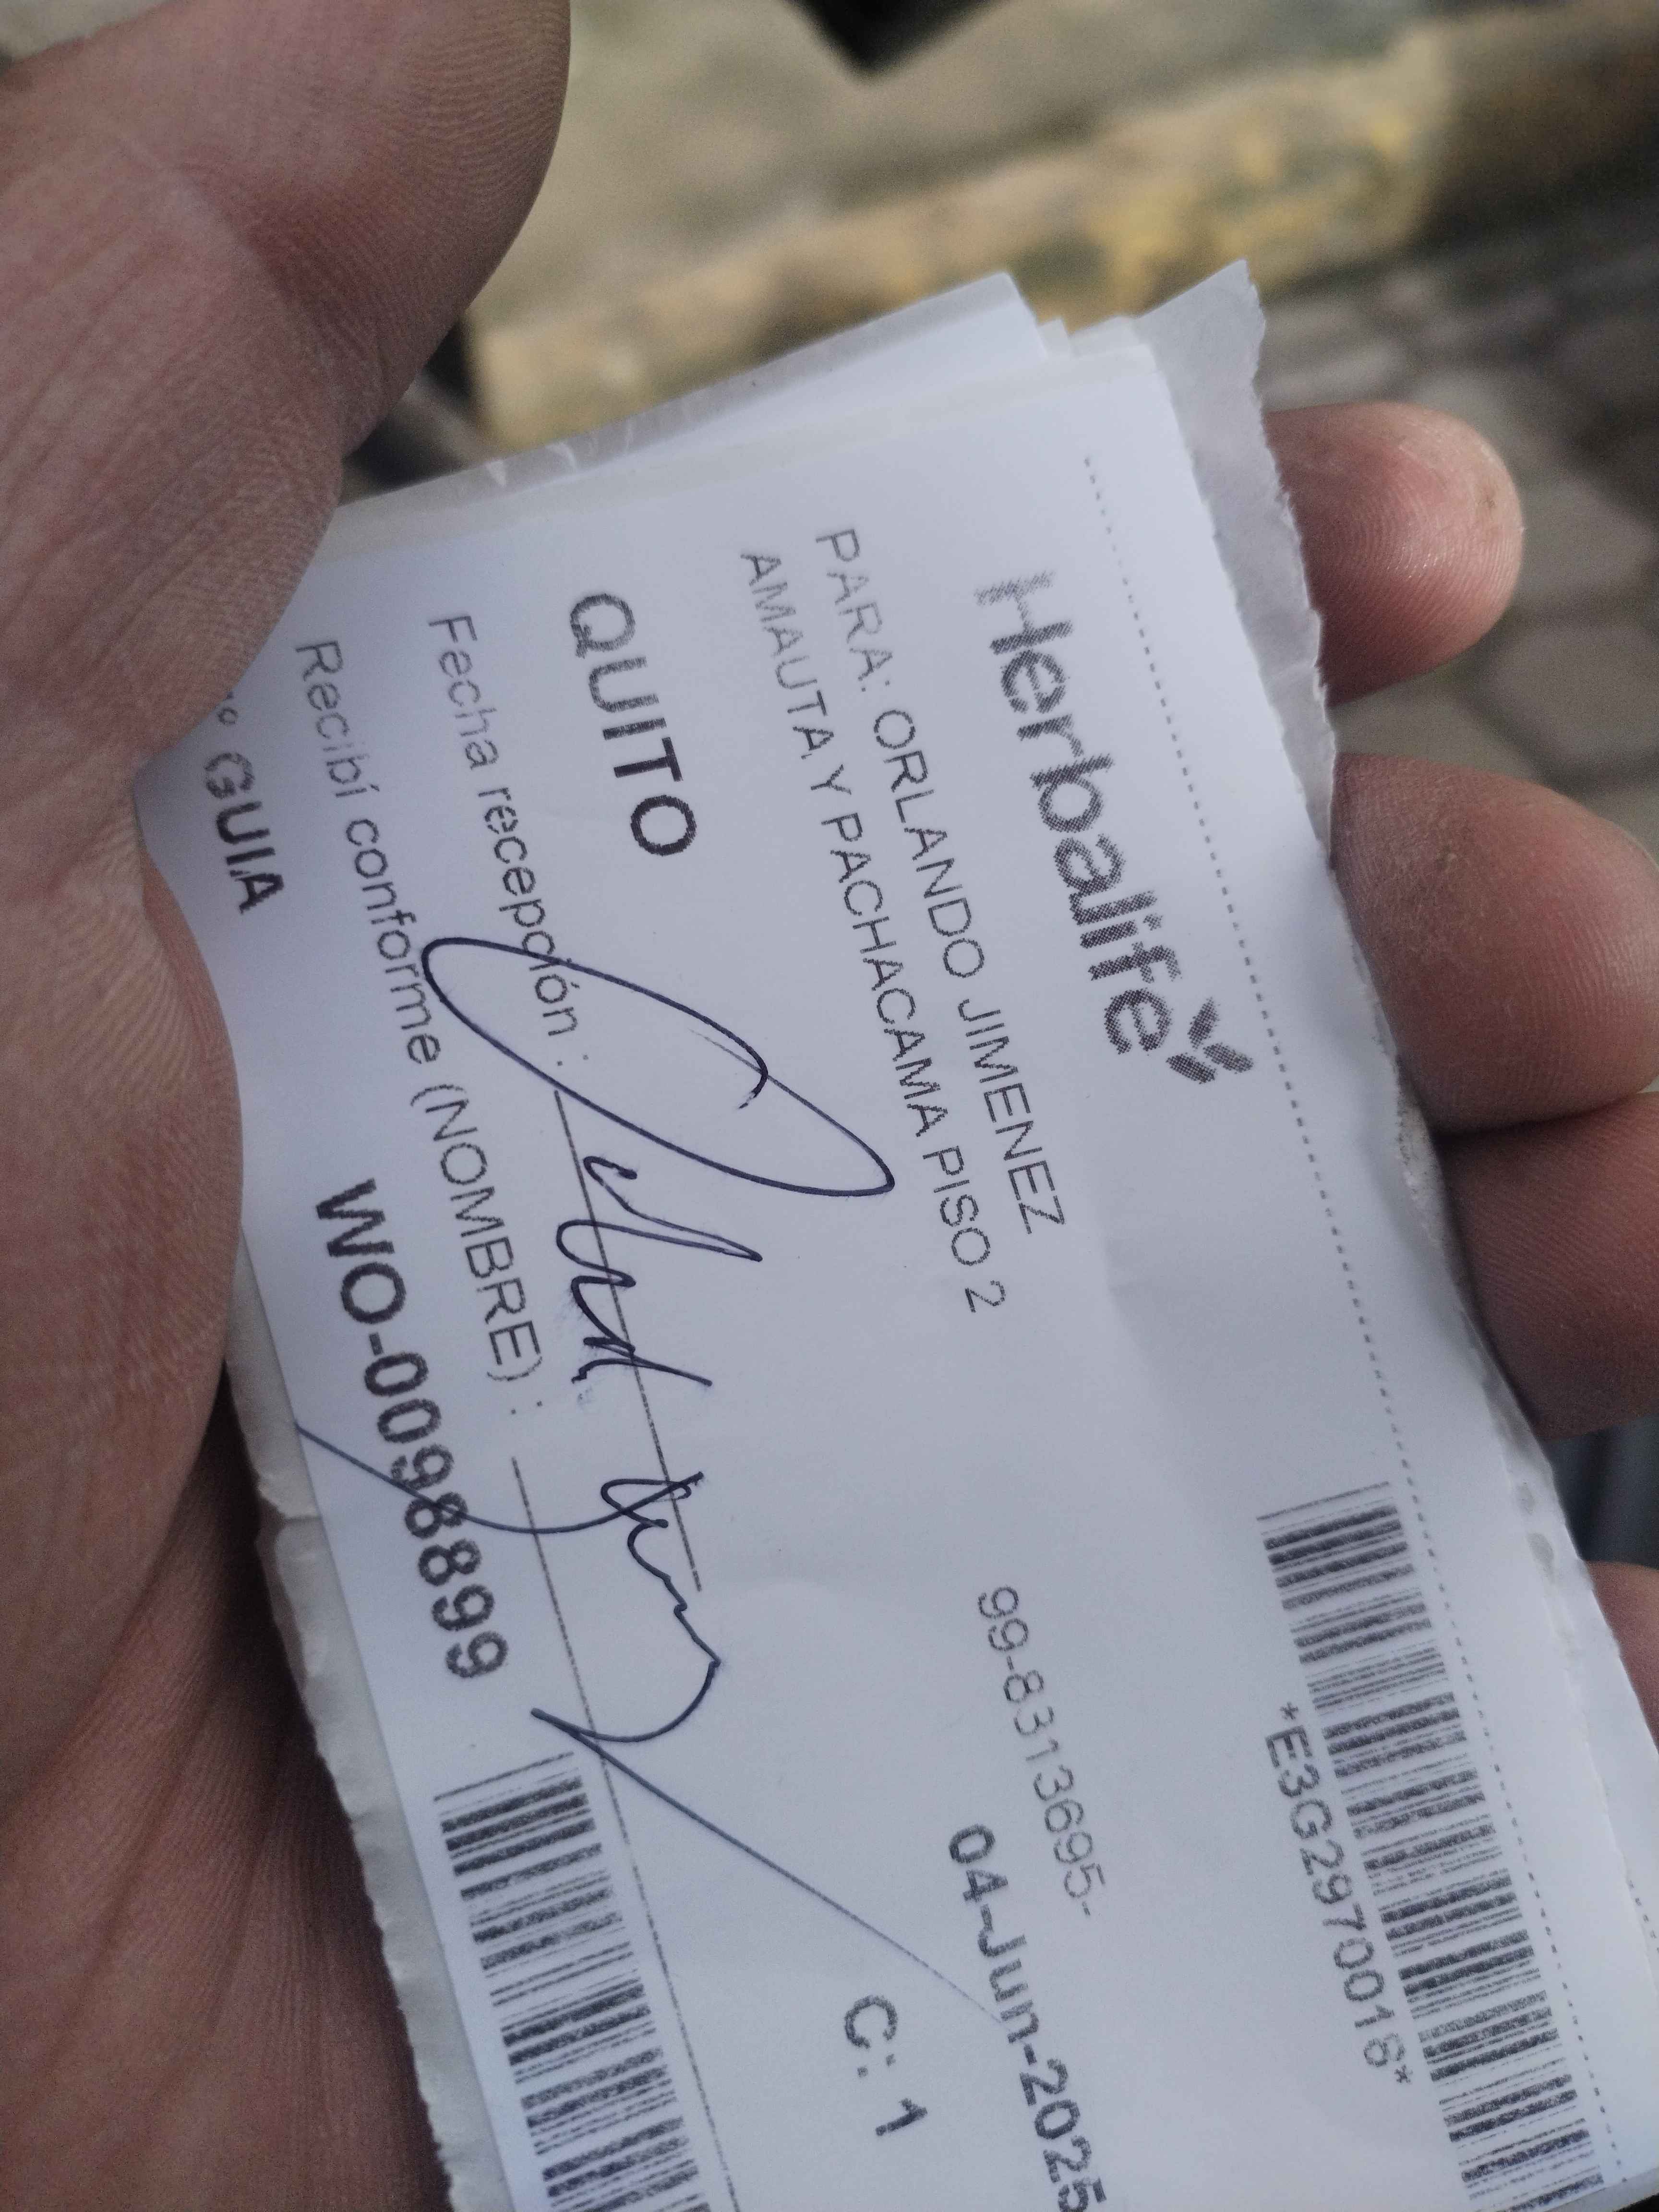 Herbalife
*E3G2970016*
PARA: ORLANDO JIMENEZ
99-8313695-
AMAUTA Y PACHACAMA PISO 2
04-Jun-2025
QUITO
C: 1
Fecha recepción :
Recibí conforme (NOMBRE) :
GUIA WO-0098899